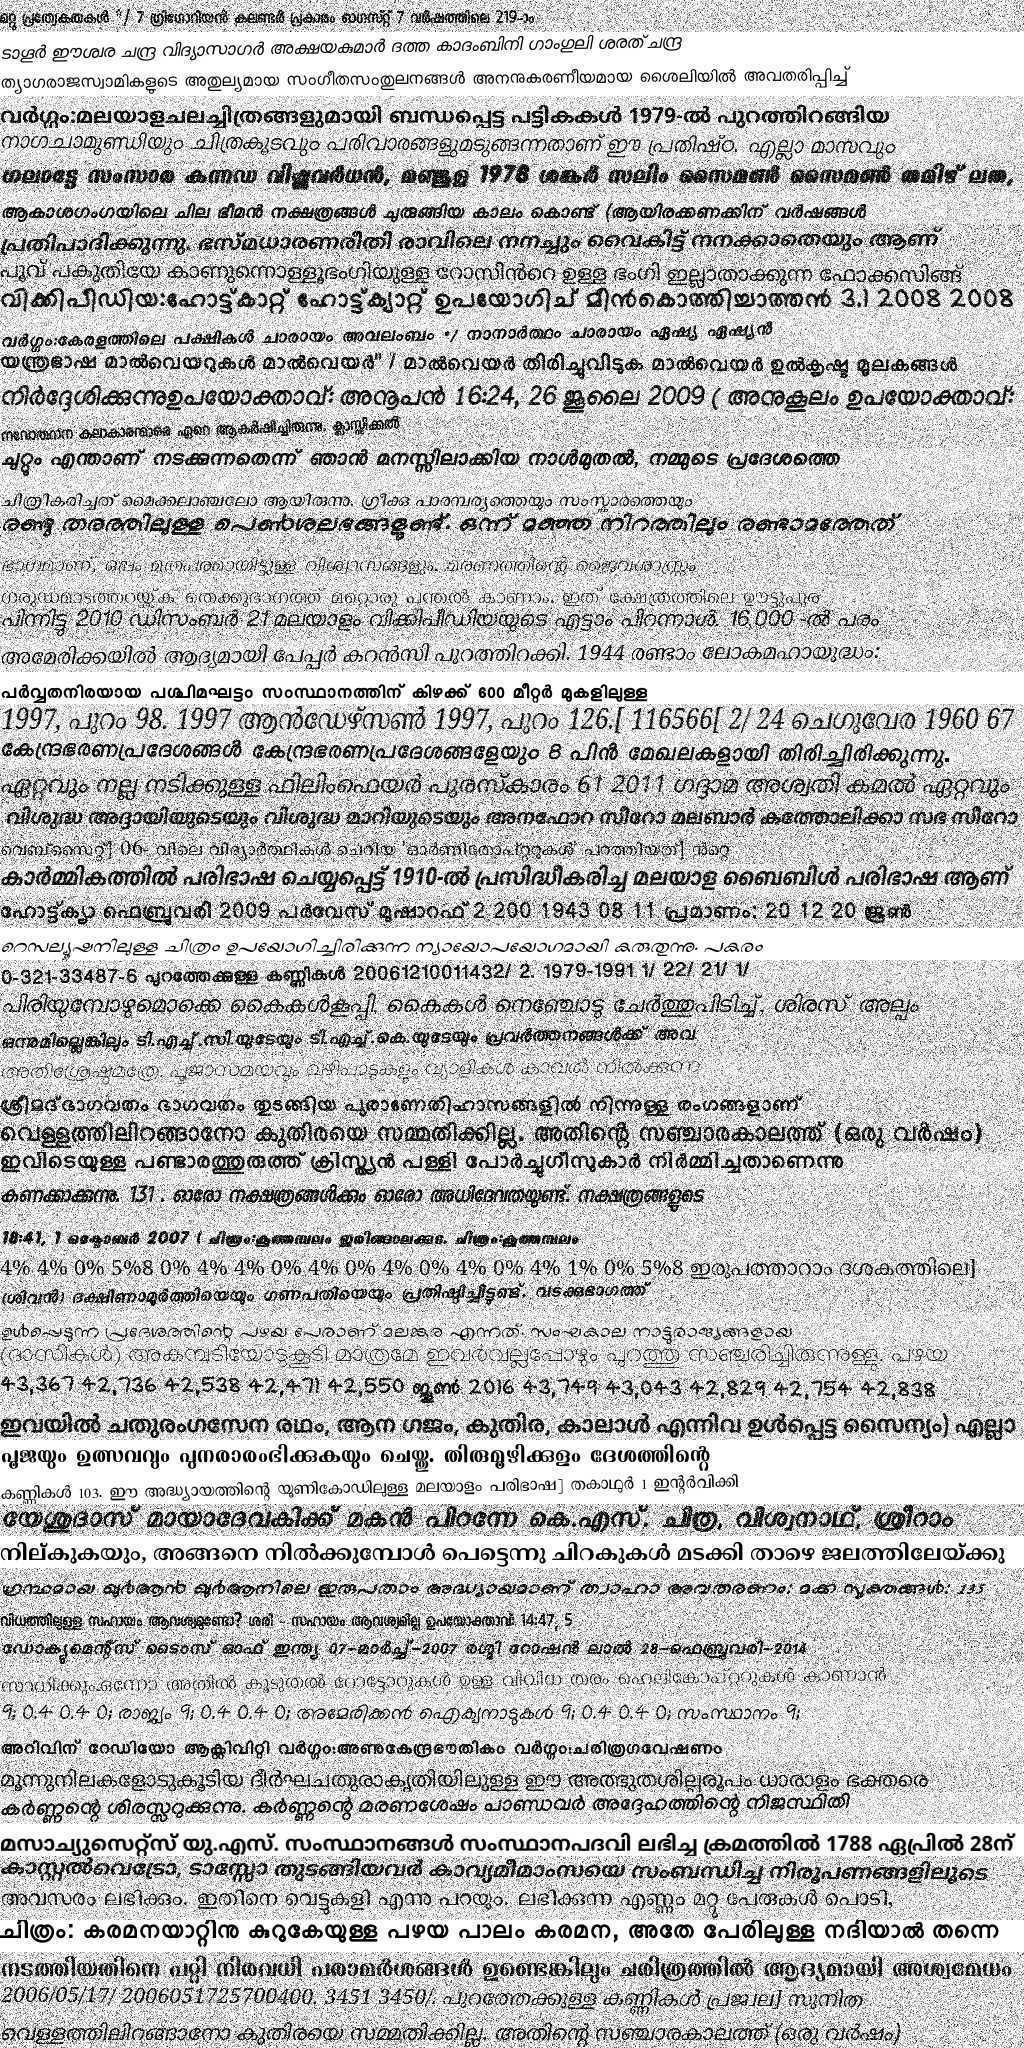 മറ്റു പ്രത്യേകതകൾ */ 7 ഗ്രിഗോറിയൻ കലണ്ടർ പ്രകാരം ഓഗസ്റ്റ് 7 വർഷത്തിലെ 219-ാം
ടാഗൂർ ഈശ്വര ചന്ദ്ര വിദ്യാസാഗർ അക്ഷയകുമാർ ദത്ത കാദംബിനി ഗാംഗുലി ശരത് ചന്ദ്ര
ത്യാഗരാജസ്വാമികളുടെ അതുല്യമായ സംഗീതസംതുലനങ്ങൾ അനനുകരണീയമായ ശൈലിയിൽ അവതരിപ്പിച്ച്
വർഗ്ഗം:മലയാളചലച്ചിത്രങ്ങളുമായി ബന്ധപ്പെട്ട പട്ടികകൾ 1979-ൽ പുറത്തിറങ്ങിയ
നാഗചാമുണ്ഡിയും ചിത്രകൂടവും പരിവാരങ്ങളുമടുങ്ങന്നതാണ് ഈ പ്രതിഷ്ഠ. എല്ലാ മാസവും
ഗലാട്ടേ സംസാര കന്നഡ വിഷ്ണുവർധൻ, മഞ്ജുള 1978 ശങ്കർ സലിം സൈമൺ സൈമൺ തമിഴ് ലത,
ആകാശഗംഗയിലെ ചില ഭീമൻ നക്ഷത്രങ്ങൾ ചുരുങ്ങിയ കാലം കൊണ്ട് (ആയിരക്കണക്കിന് വർഷങ്ങൾ
പ്രതിപാദിക്കുന്നു. ഭസ്മധാരണരീതി രാവിലെ നനച്ചും വൈകിട്ട് നനക്കാതെയും ആണ്
പൂവ് പകുതിയേ കാണുന്നൊള്ളൂഭംഗിയുള്ള റോസിൻറെ ഉള്ള ഭംഗി ഇല്ലാതാക്കുന്ന ഫോക്കസിങ്ങ്
വിക്കിപീഡിയ:ഹോട്ട്കാറ്റ് ഹോട്ട്ക്യാറ്റ് ഉപയോഗിച് മീൻകൊത്തിച്ചാത്തൻ 3.1 2008 2008
വർഗ്ഗം:കേരളത്തിലെ പക്ഷികൾ ചാരായം അവലംബം */ നാനാർത്ഥം ചാരായം ഏഷ്യ ഏഷ്യൻ
യന്ത്രഭാഷ മാൽവെയറുകൾ മാൽവെയർ" / മാൽവെയർ തിരിച്ചുവിടുക മാൽവെയർ ഉൽകൃഷ്ട മൂലകങ്ങൾ
നിർദ്ദേശിക്കുന്നുഉപയോക്താവ്: അനൂപൻ 16:24, 26 ജൂലൈ 2009 ( അനുകൂലം ഉപയോക്താവ്:
നവോത്ഥാന കലാകാരന്മാരെ ഏറെ ആകർഷിച്ചിരുന്നു. ക്ലാസ്സിക്കൽ
ചുറ്റും എന്താണ് നടക്കുന്നതെന്ന് ഞാൻ മനസ്സിലാക്കിയ നാൾമുതൽ, നമ്മുടെ പ്രദേശത്തെ
ചിത്രീകരിച്ചത് മൈക്കലാഞ്ചലോ ആയിരുന്നു. ഗ്രീക്കു പാരമ്പര്യത്തെയും സംസ്കാരത്തെയും
രണ്ടു തരത്തിലുള്ള പെൺശലഭങ്ങളുണ്ട്. ഒന്ന് മഞ്ഞ നിറത്തിലും രണ്ടാമത്തേത്
ഭാഗമാണ്, ഒപ്പം മൃതപ്രായമായിട്ടുള്ള വിശ്വാസങ്ങളും. മരണത്തിന്റെ ജൈവശാസ്ത്രം
ഗരുഡമാടത്തറയ്ക്കു തെക്കുഭാഗത്ത് മറ്റൊരു പന്തൽ കാണാം. ഇത് ക്ഷേത്രത്തിലെ ഊട്ടുപുര
പിന്നിട്ടു 2010 ഡിസംബർ 21 മലയാളം വിക്കിപീഡിയയുടെ എട്ടാം പിറന്നാൾ. 16,000 -ൽ പരം
അമേരിക്കയിൽ ആദ്യമായി പേപ്പർ കറൻസി പുറത്തിറക്കി. 1944 രണ്ടാം ലോകമഹായുദ്ധം:
പർവ്വതനിരയായ പശ്ചിമഘട്ടം സംസ്ഥാനത്തിന് കിഴക്ക് 600 മീറ്റർ മുകളിലുള്ള
1997, പുറം 98. 1997 ആൻഡേഴ്സൺ 1997, പുറം 126.[ 116566[ 2/ 24 ചെഗുവേര 1960 67
കേന്ദ്രഭരണപ്രദേശങ്ങൾ കേന്ദ്രഭരണപ്രദേശങ്ങളേയും 8 പിൻ മേഖലകളായി തിരിച്ചിരിക്കുന്നു.
ഏറ്റവും നല്ല നടിക്കുള്ള ഫിലിംഫെയർ പുരസ്കാരം 61 2011 ഗദ്ദാമ അശ്വതി കമൽ ഏറ്റവും
വിശുദ്ധ അദ്ദായിയുടെയും വിശുദ്ധ മാറിയുടെയും അനഫോറ സീറോ മലബാർ കത്തോലിക്കാ സഭ സീറോ
വെബ്സൈറ്റ്] 06- വിലെ വിദ്യാർത്ഥികൾ ചെറിയ 'ഓർണിതോപ്റ്ററുകൾ' പറത്തിയത്] ൻറെ
കാർമ്മികത്തിൽ പരിഭാഷ ചെയ്യപ്പെട്ട് 1910-ൽ പ്രസിദ്ധീകരിച്ച മലയാള ബൈബിൾ പരിഭാഷ ആണ്
ഹോട്ട്ക്യാ ഫെബ്രുവരി 2009 പർവേസ് മുഷാറഫ് 2 200 1943 08 11 പ്രമാണം: 20 12 20 ജൂൺ
റെസല്യൂഷനിലുള്ള ചിത്രം ഉപയോഗിച്ചിരിക്കുന്ന ന്യായോപയോഗമായി കരുതുന്നു. പകരം
0-321-33487-6 പുറത്തേക്കുള്ള കണ്ണികൾ 20061210011432/ 2. 1979-1991 1/ 22/ 21/ 1/
പിരിയുമ്പോഴുമൊക്കെ കൈകൾകൂപ്പി. കൈകൾ നെഞ്ചോടു ചേർത്തുപിടിച്ച്, ശിരസ് അല്പം
ഒന്നുമില്ലെങ്കിലും ടി.എച്ച്.സി.യുടേയും ടി.എച്ച്.കെ.യുടേയും പ്രവർത്തനങ്ങൾക്ക് അവ
അതിശ്രേഷ്ഠമത്രേ. പൂജാസമയവും വഴിപാടുകളും വ്യാളികൾ കാവൽ നിൽക്കുന്ന
ശ്രീമദ്ഭാഗവതം ഭാഗവതം തുടങ്ങിയ പുരാണേതിഹാസങ്ങളിൽ നിന്നുള്ള രംഗങ്ങളാണ്
വെള്ളത്തിലിറങ്ങാനോ കുതിരയെ സമ്മതിക്കില്ല. അതിന്റെ സഞ്ചാരകാലത്ത് (ഒരു വർഷം)
ഇവിടെയുള്ള പണ്ടാരത്തുരുത്ത് ക്രിസ്ത്യൻ പള്ളി പോർച്ചുഗീസുകാർ നിർമ്മിച്ചതാണെന്നു
കണക്കാക്കുന്നു. 131 . ഓരോ നക്ഷത്രങ്ങൾക്കും ഓരോ അധിദേവതയുണ്ട്. നക്ഷത്രങ്ങളുടെ
18:41, 1 ഒക്ടോബർ 2007 ( ചിത്രം:കൂത്തമ്പലം ഇരിങ്ങാലക്കുട. ചിത്രം:കൂത്തമ്പലം
4% 4% 0% 5%8 0% 4% 4% 0% 4% 0% 4% 0% 4% 0% 4% 1% 0% 5%8 ഇരുപത്താറാം ദശകത്തിലെ]
(ശിവൻ) ദക്ഷിണാമൂർത്തിയെയും ഗണപതിയെയും പ്രതിഷ്ഠിച്ചിട്ടുണ്ട്. വടക്കുഭാഗത്ത്
ഉൾപ്പെടുന്ന പ്രദേശത്തിന്റെ പഴയ പേരാണ് മലങ്കര എന്നത്. സംഘകാല നാട്ടുരാജ്യങ്ങളായ
(ദാസികൾ) അകമ്പടിയോടുകൂടി മാത്രമേ ഇവർവല്ലപ്പോഴും പുറത്തു സഞ്ചരിച്ചിരുന്നുള്ളു. പഴയ
43,367 42,736 42,538 42,471 42,550 ജൂൺ 2016 43,749 43,043 42,829 42,754 42,838
ഇവയിൽ ചതുരംഗസേന രഥം, ആന ഗജം, കുതിര, കാലാൾ എന്നിവ ഉൾപ്പെട്ട സൈന്യം) എല്ലാ
പൂജയും ഉത്സവവും പുനരാരംഭിക്കുകയും ചെയ്തു. തിരുമൂഴിക്കുളം ദേശത്തിന്റെ
കണ്ണികൾ 103. ഈ അദ്ധ്യായത്തിന്റെ യൂണികോഡിലുള്ള മലയാളം പരിഭാഷ] തകാഥുർ 1 ഇന്റർവിക്കി
യേശുദാസ് മായാദേവകിക്ക് മകൻ പിറന്നേ കെ.എസ്. ചിത്ര, വിശ്വനാഥ്, ശ്രീറാം
നില്കുകയും, അങ്ങനെ നിൽക്കുമ്പോൾ പെട്ടെന്നു ചിറകുകൾ മടക്കി താഴെ ജലത്തിലേയ്ക്കു
ഗ്രന്ഥമായ ഖുർആൻ ഖുർആനിലെ ഇരുപതാം അദ്ധ്യായമാണ് ത്വാഹാ അവതരണം: മക്ക സൂക്തങ്ങൾ: 135
വിധത്തിലുള്ള സഹായം ആവശ്യമുണ്ടോ? ശരി - സഹായം ആവശ്യമില്ല ഉപയോക്താവ്: 14:47, 5
ഡോക്യുമെന്റ്സ് ടൈംസ് ഓഫ് ഇന്ത്യ 07-മാർച്ച്-2007 രശ്മി റോഷൻ ലാൽ 28-ഫെബ്രുവരി-2014
സാധിക്കും.ഒന്നോ അതിൽ കൂടുതൽ റോട്ടോറുകൾ ഉള്ള വിവിധ തരം ഹെലികോപ്റ്ററുകൾ കാണാൻ
9; 0.4 0.4 0; രാജ്യം 9; 0.4 0.4 0; അമേരിക്കൻ ഐക്യനാടുകൾ 9; 0.4 0.4 0; സംസ്ഥാനം 9;
അറിവിന് റേഡിയോ ആക്ടിവിറ്റി വർഗ്ഗം:അണുകേന്ദ്രഭൗതികം വർഗ്ഗം:ചരിത്രഗവേഷണം
മൂന്നുനിലകളോടുകൂടിയ ദീർഘചതുരാകൃതിയിലുള്ള ഈ അത്ഭുതശില്പരൂപം ധാരാളം ഭക്തരെ
കർണ്ണന്റെ ശിരസ്സറുക്കുന്നു. കർണ്ണന്റെ മരണശേഷം പാണ്ഡവർ അദ്ദേഹത്തിന്റെ നിജസ്ഥിതി
മസാച്യുസെറ്റ്സ് യു.എസ്. സംസ്ഥാനങ്ങൾ സംസ്ഥാനപദവി ലഭിച്ച ക്രമത്തിൽ 1788 ഏപ്രിൽ 28ന്
കാസ്റ്റൽവെട്രോ, ടാസ്സോ തുടങ്ങിയവർ കാവ്യമീമാംസയെ സംബന്ധിച്ച നിരൂപണങ്ങളിലൂടെ
അവസരം ലഭിക്കും. ഇതിനെ വെട്ടുകളി എന്നു പറയും. ലഭിക്കുന്ന എണ്ണം മറ്റു പേരുകൾ പൊടി,
ചിത്രം: കരമനയാറ്റിനു കുറുകേയുള്ള പഴയ പാലം കരമന, അതേ പേരിലുള്ള നദിയാൽ തന്നെ
നടത്തിയതിനെ പറ്റി നിരവധി പരാമർശങ്ങൾ ഉണ്ടെങ്കിലും ചരിത്രത്തിൽ ആദ്യമായി അശ്വമേധം
2006/05/17/ 2006051725700400, 3451 3450/. പുറത്തേക്കുള്ള കണ്ണികൾ പ്രജ്വല] സുനിത
വെള്ളത്തിലിറങ്ങാനോ കുതിരയെ സമ്മതിക്കില്ല. അതിന്റെ സഞ്ചാരകാലത്ത് (ഒരു വർഷം)